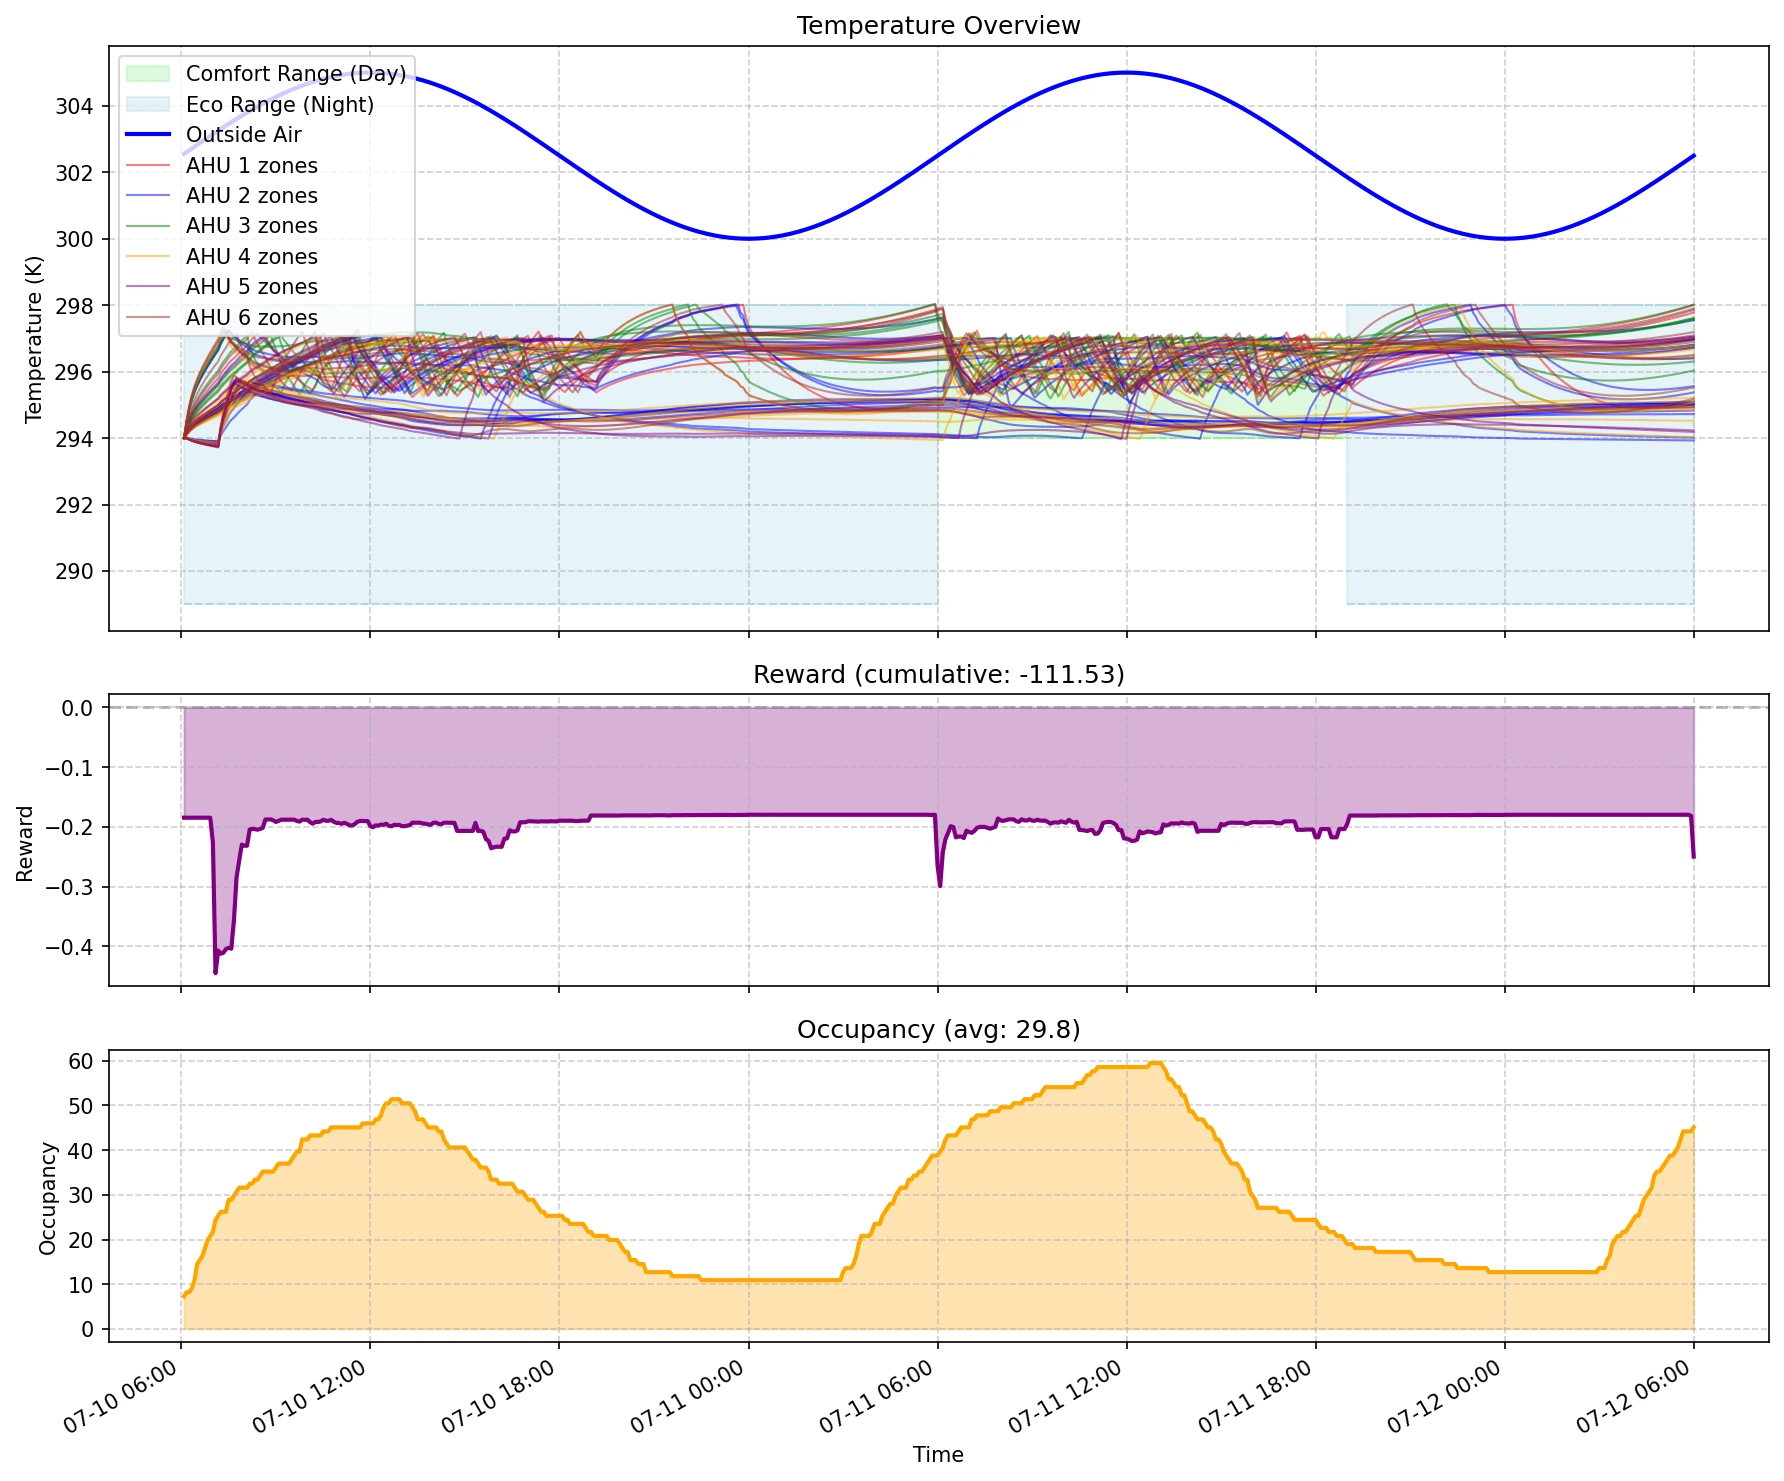 Temperature Overview
Comfort Range (Day)
Eco Range (Night)
Outside Air
AHU 1 zones
AHU 2 zones
AHU 3 zones
AHU 4 zones
AHU 5 zones
AHU 6 zones
Temperature (K)
304
302
300
298
296
294
292
290
Reward (cumulative: -111.53)
Reward
0.0
−0.1
−0.2
−0.3
−0.4
Occupancy (avg: 29.8)
Occupancy
60
50
40
30
20
10
0
07-10 06:00
07-10 12:00
07-10 18:00
07-11 00:00
07-11 06:00
07-11 12:00
07-11 18:00
07-12 00:00
07-12 06:00
Time